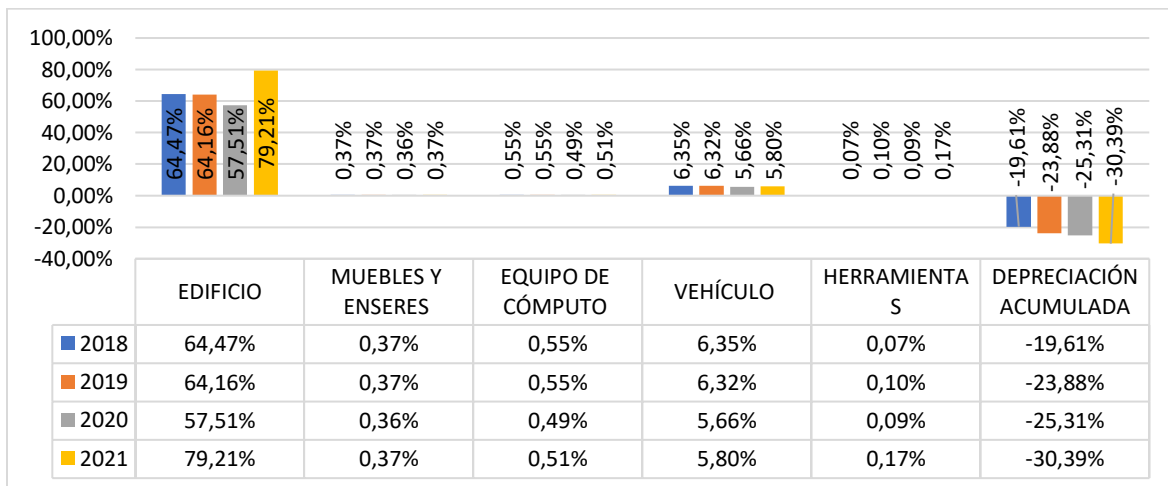 100,00%
80,00%
60,00%
40,00%
20,00%
0,00%
-20,00%
-40,00%
64,47%
64,16%
57,51%
79,21%
0,37%
0,37%
0,36%
0,37%
0,55%
0,55%
0,49%
0,51%
6,35%
6,32%
5,66%
5,80%
0,07%
0,10%
0,09%
0,17%
-19,61%
-23,88%
-25,31%
-30,39%
EDIFICIO
MUEBLES Y
ENSERES
EQUIPO DE
CÓMPUTO
VEHÍCULO
HERRAMIENTA
S
DEPRECIACIÓN
ACUMULADA
2018 64,47% 0,37% 0,55% 6,35% 0,07% -19,61%
2019 64,16% 0,37% 0,55% 6,32% 0,10% -23,88%
2020 57,51% 0,36% 0,49% 5,66% 0,09% -25,31%
2021 79,21% 0,37% 0,51% 5,80% 0,17% -30,39%